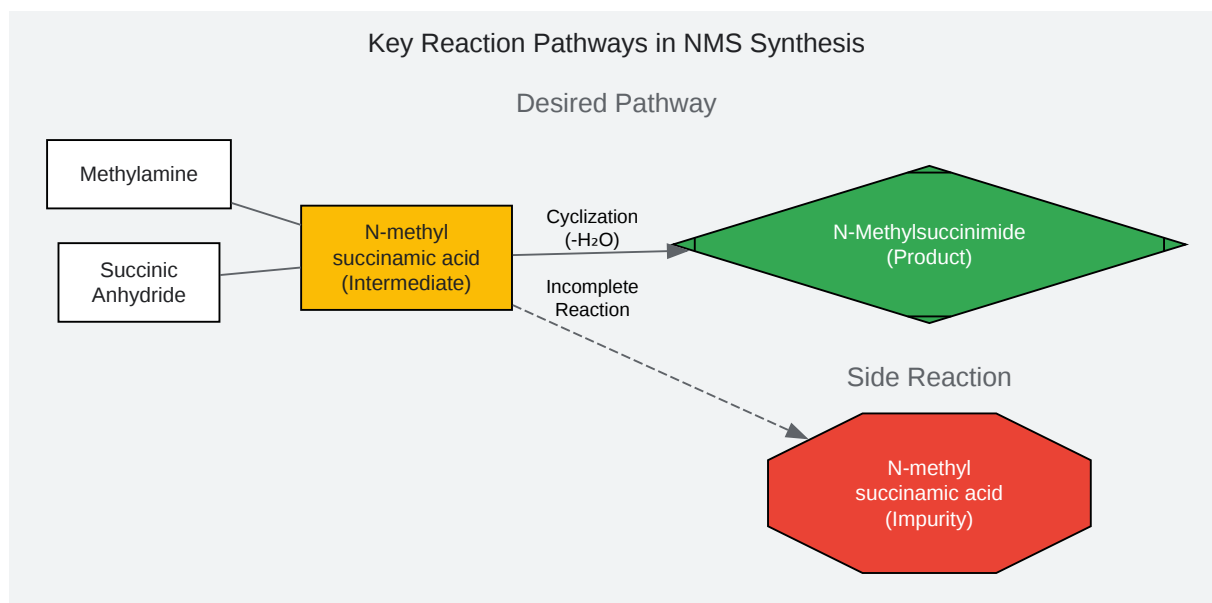 Key Reaction Pathways in NMS Synthesis
Desired Pathway
Methylamine
Succinic
Anhydride
N-methyl
succinamic acid
(Intermediate)
Cyclization
(-H₂O)
Incomplete
Reaction
N-Methylsuccinimide
(Product)
Side Reaction
N-methyl
succinamic acid
(Impurity)